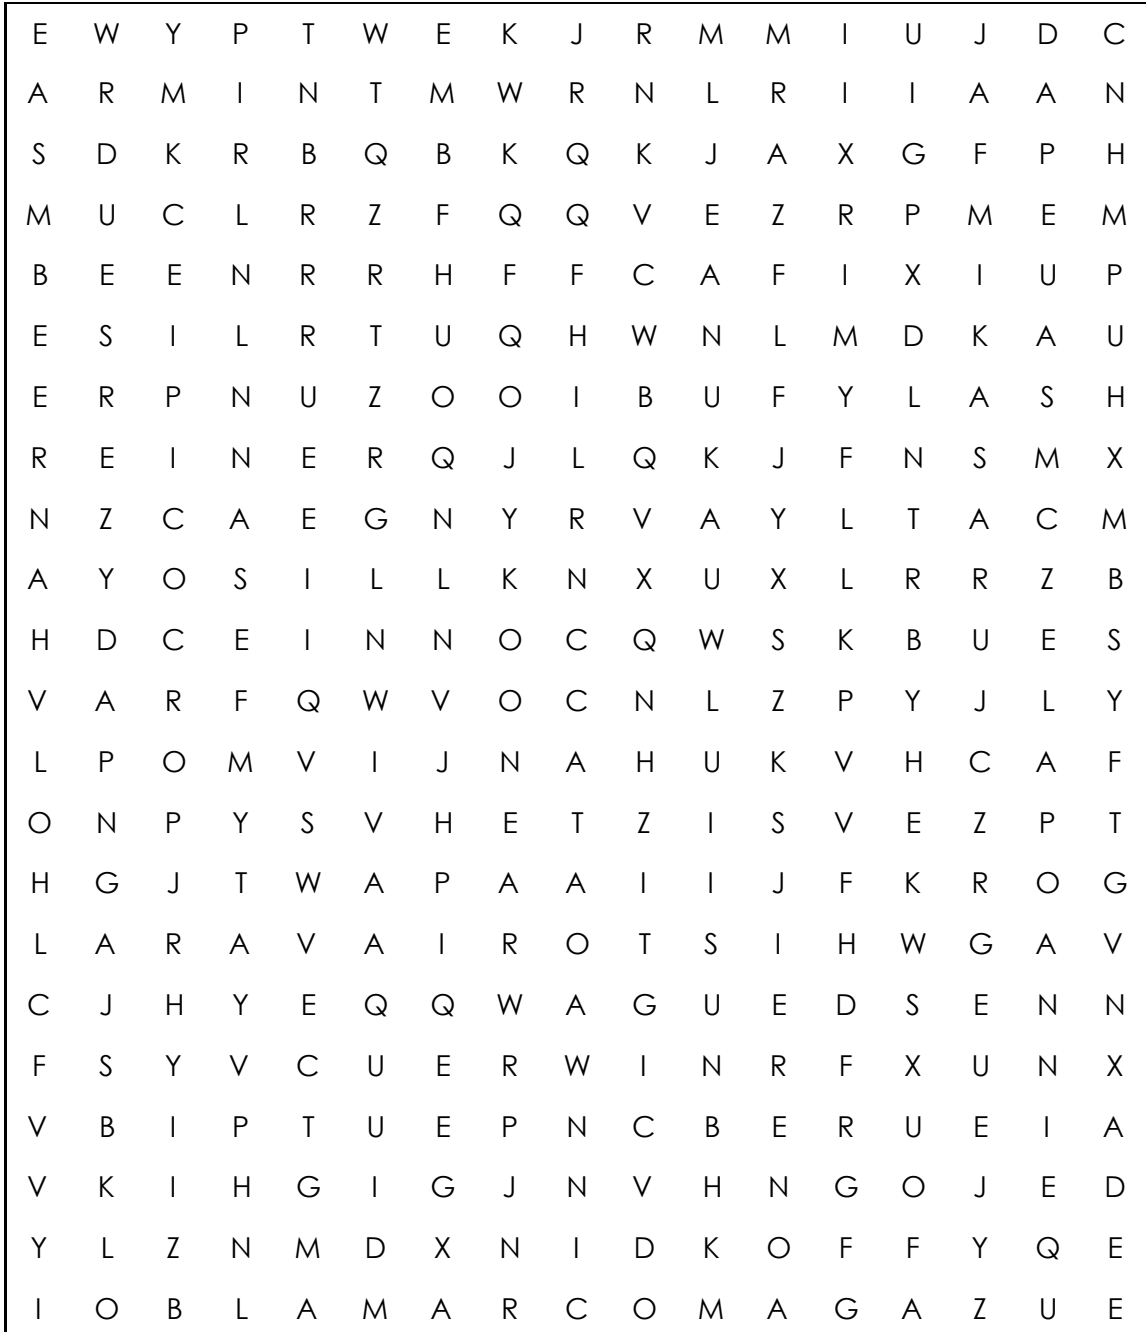 E W Y P T W E K J R M M I U J D C
A R M I N T M W R N L R I I A A N
S D K R B Q B K Q K J A X G F P H
M U C L R Z F Q Q V E Z R P M E M
B E E N R R H F F C A F I X I U P
E S I L R T U Q H W N L M D K A U
E R P N U Z O O I B U F Y L A S H
R E I N E R Q J L Q K J F N S M X
N Z C A E G N Y R V A Y L T A C M
A Y O S I L L K N X U X L R R Z B
H D C E I N N O C Q W S K B U E S
V A R F Q W V O C N L Z P Y J L Y
L P O M V I J N A H U K V H C A F
O N P Y S V H E T Z I S V E Z P T
H G J T W A P A A I I J F K R O G
L A R A V A I R O T S I H W G A V
C J H Y E Q Q W A G U E D S E N N
F S Y V C U E R W I N R F X U N X
V B I P T U E P N C B E R U E I A
V K I H G I G J N V H N G O J E D
Y L Z N M D X N I D K O F F Y Q E
I O B L A M A R C O M A G A Z U E